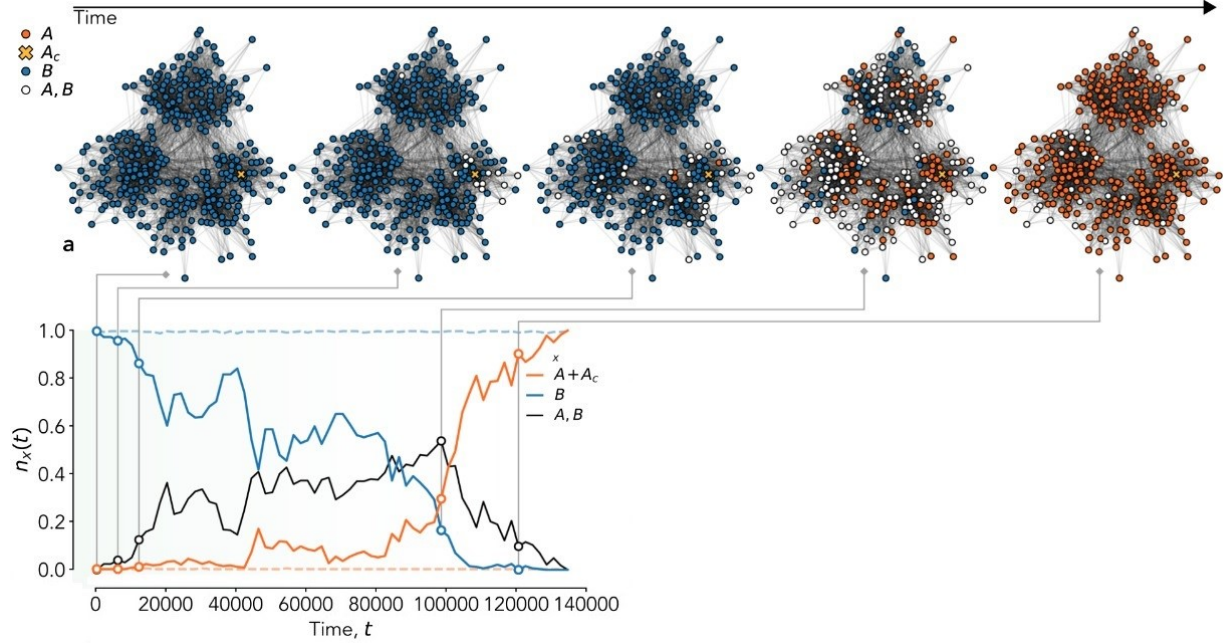 Time
A
A_c
B
A, B
a
1.0
0.8
0.6
0.4
0.2
0.0
n_x(t)
x
A + A_c
B
A, B
0 20000 40000 60000 80000 100000 120000 140000
Time, t